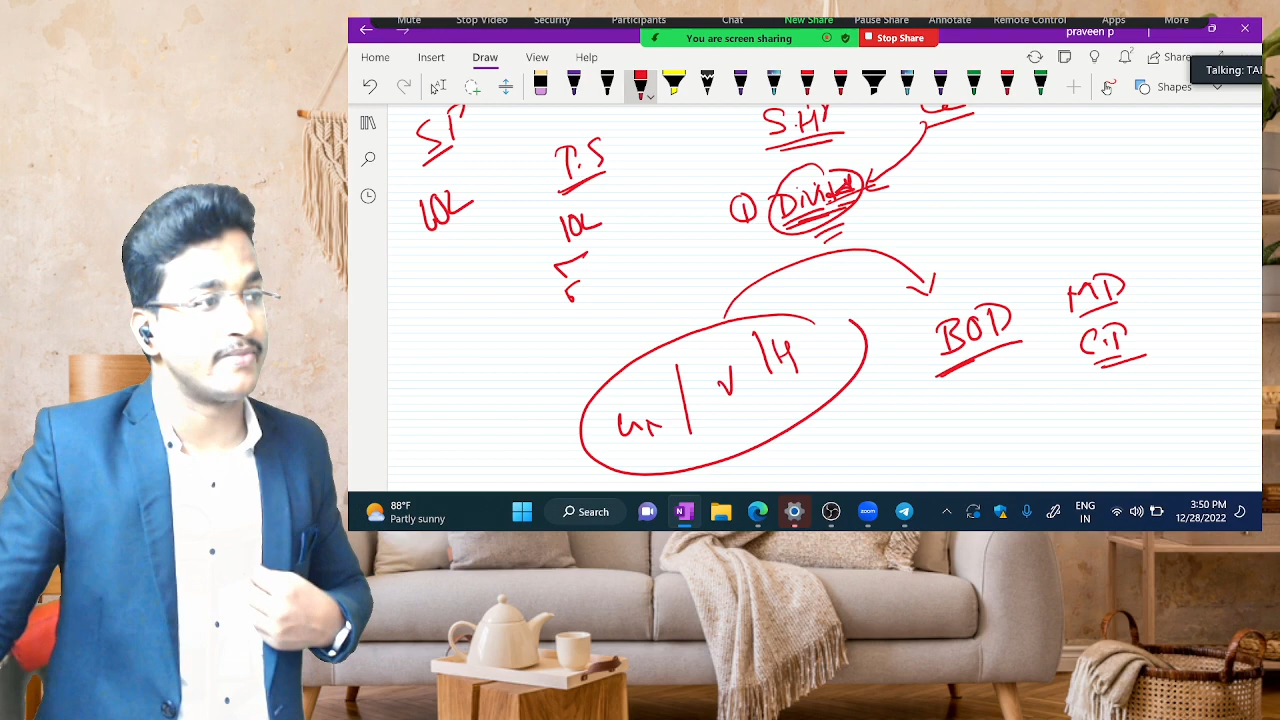 Mute Stop Video Security Participants Chat New Share Pause Share Annotate Remote Control Apps More
You are screen sharing Stop Share
praveen p
Home Insert Draw View Help
Share
Talking: TAI
Shapes
T.S
S.H
10L
10L
①
BOD
MD
88°F
Partly sunny
Search
zoom
ENG
IN
3:50 PM
12/28/2022